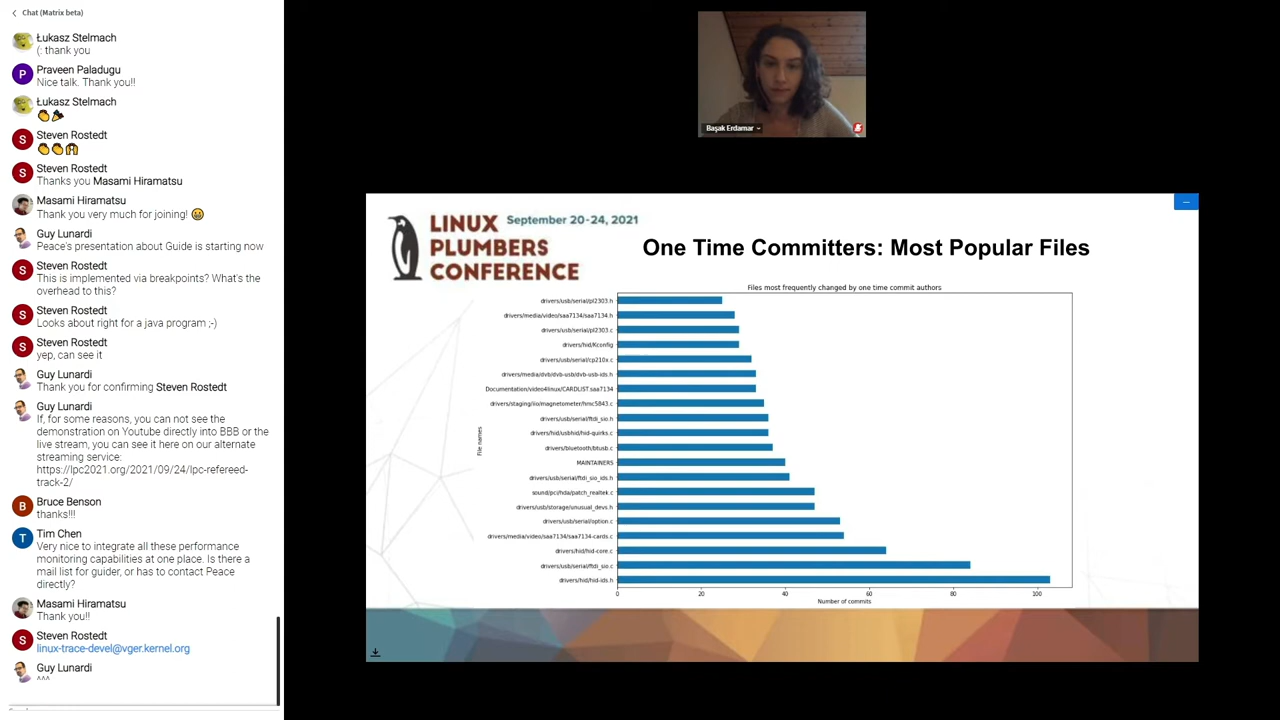 Chat (Matrix beta)
Łukasz Stelmach
(: thank you
Praveen Paladugu
Nice talk. Thank you!!
Łukasz Stelmach
Steven Rostedt
Steven Rostedt
Thanks you Masami Hiramatsu
Masami Hiramatsu
Thank you very much for joining!
Guy Lunardi
Peace's presentation about Guide is starting now
Steven Rostedt
This is implemented via breakpoints? What's the
overhead to this?
Steven Rostedt
Looks about right for a java program ;-)
Steven Rostedt
yep, can see it
Guy Lunardi
Thank you for confirming Steven Rostedt
Guy Lunardi
If, for some reasons, you can not see the
demonstration on Youtube directly into BBB or
the live stream, you can see it here on our alternate
streaming service:
https://lpc2021.org/2021/09/24/lpc-refereed-
track-2/
Bruce Benson
thanks!!!
Tim Chen
Very nice to integrate all these performance
monitoring capabilities at one place. Is there a
mail list for guider, or has to contact Peace
directly?
Masami Hiramatsu
Thank you!!
Steven Rostedt
linux-trace-devel@vger.kernel.org
Guy Lunardi
^^^
Başak Erdamar
LINUX
PLUMBERS
CONFERENCE
September 20-24, 2021
One Time Committers: Most Popular Files
Files most frequently changed by one time commit authors
File names
drivers/usb/serial/pl2303.h
drivers/media/video/saa7134/saa7134.h
drivers/usb/serial/pl2303.c
drivers/hid/Kconfig
drivers/usb/serial/cp210x.c
drivers/media/dvb/dvb-usb/dvb-usb-ids.h
Documentation/video4linux/CARDLIST.saa7134
drivers/staging/iio/magnetometer/hmc5843.c
drivers/usb/serial/ftdi_sio.h
drivers/hid/usbhid/hid-quirks.c
drivers/bluetooth/btusb.c
MAINTAINERS
drivers/usb/serial/ftdi_sio_ids.h
sound/pci/hda/patch_realtek.c
drivers/usb/storage/unusual_devs.h
drivers/usb/serial/option.c
drivers/media/video/saa7134/saa7134-cards.c
drivers/hid/hid-core.c
drivers/usb/serial/ftdi_sio.c
drivers/hid/hid-ids.h
0 20 40 60 80 100
Number of commits